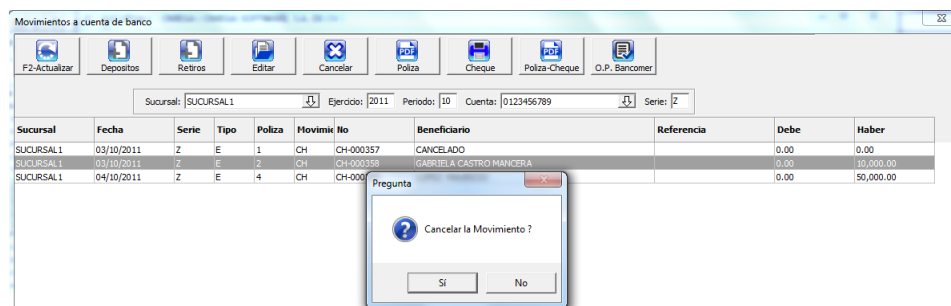 Movimientos a cuenta de banco
F2-Actualizar Depositos Retiros Editar Cancelar Poliza Cheque Poliza-Cheque O.P. Bancomer
PDF PDF
Sucursal: SUCURSAL1 Ejercicio: 2011 Periodo: 10 Cuenta: 0123456789 Serie: Z
Sucursal Fecha Serie Tipo Poliza Movimie No Beneficiario Referencia Debe Haber
SUCURSAL1 03/10/2011 Z E 1 CH CH-000357 CANCELADO 0.00 0.00
SUCURSAL1 03/10/2011 Z E 2 CH CH-000358 GABRIELA CASTRO MANCERA 0.00 10,000.00
SUCURSAL1 04/10/2011 Z E 4 CH 0.00 50,000.00
Pregunta
Cancelar la Movimiento ?
Sí No